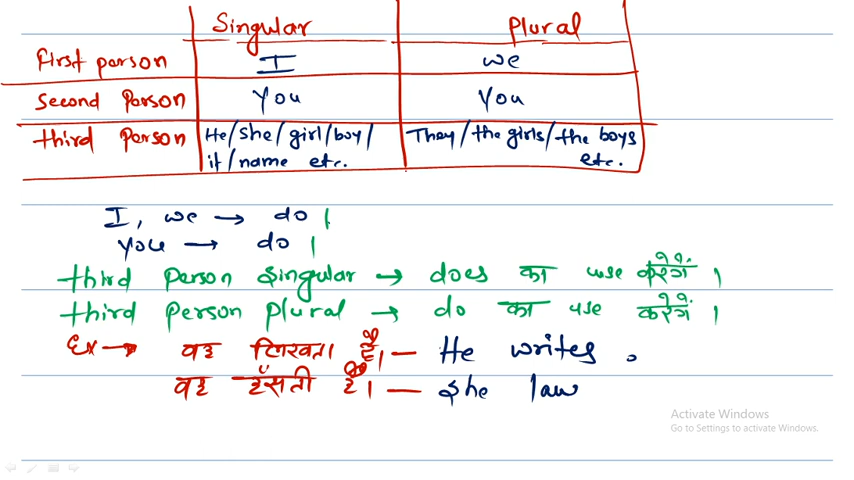 Singular Plural
First person I we
Second Person You You
third Person He/she/girl/boy/ They/the girls/the boys
it/name etc. etc.
I, we → do |
you → do |
third Person Singular → does का use करेंगे |
third Person plural → do का use करेंगे |
Ex → वह लिखता है। – He writes .
वह हँसती है। – She law
Activate Windows
Go to Settings to activate Windows.